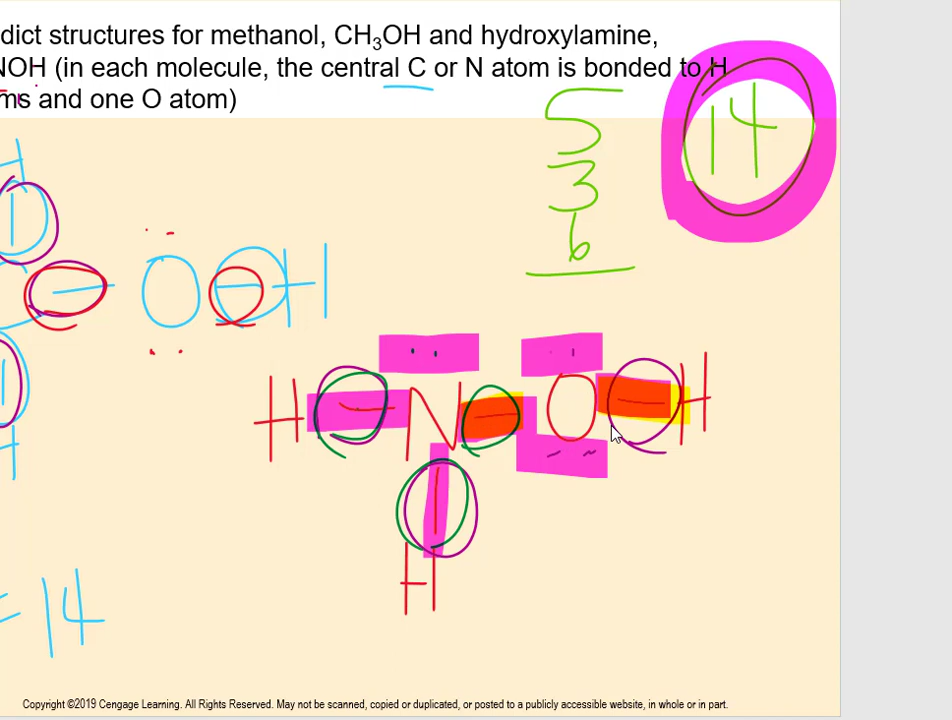 dict structures for methanol, CH₃OH and hydroxylamine,
NOH (in each molecule, the central C or N atom is bonded to H
ms and one O atom)
5
3
6
14
H
O H
H N O H
H
H
= 14
Copyright ©2019 Cengage Learning. All Rights Reserved. May not be scanned, copied or duplicated, or posted to a publicly accessible website, in whole or in part.